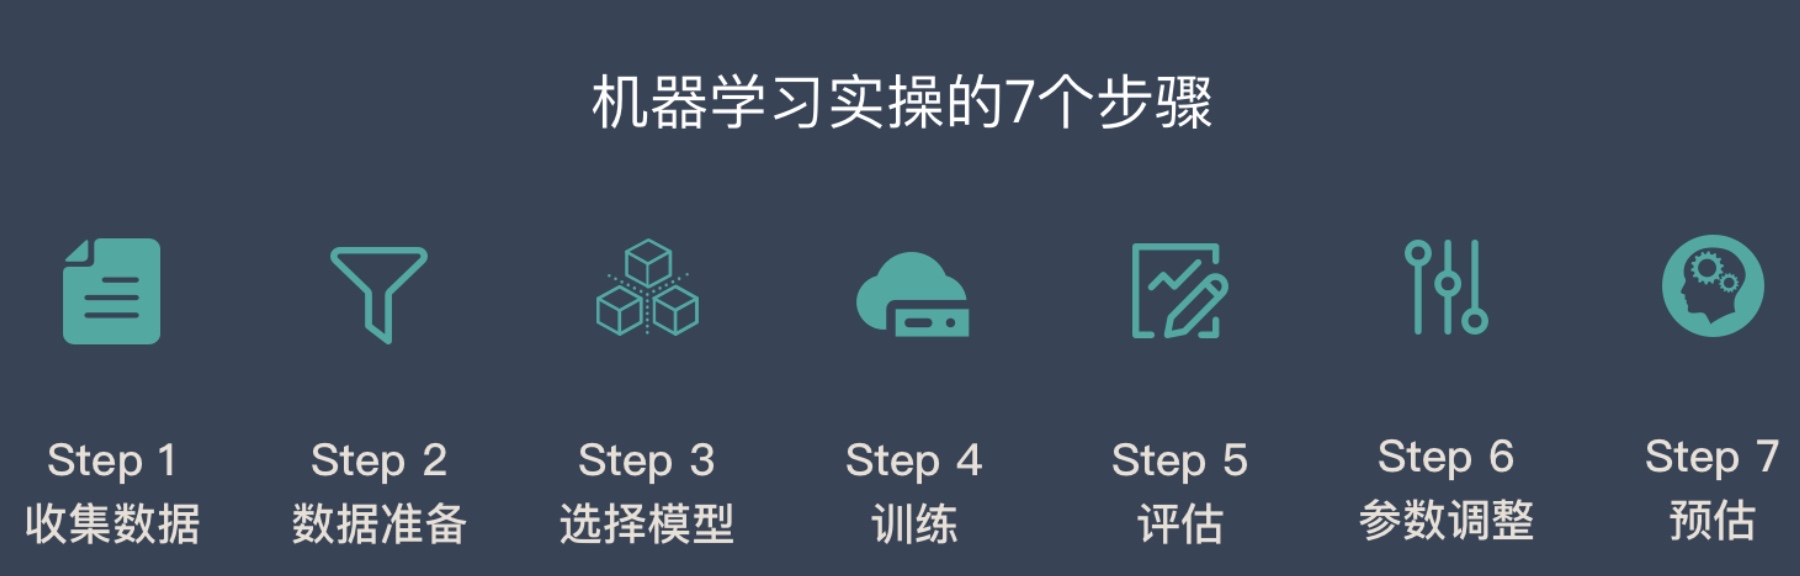 机器学习实操的7个步骤
Step 1
收集数据
Step 2
数据准备
Step 3
选择模型
Step 4
训练
Step 5
评估
Step 6
参数调整
Step 7
预估